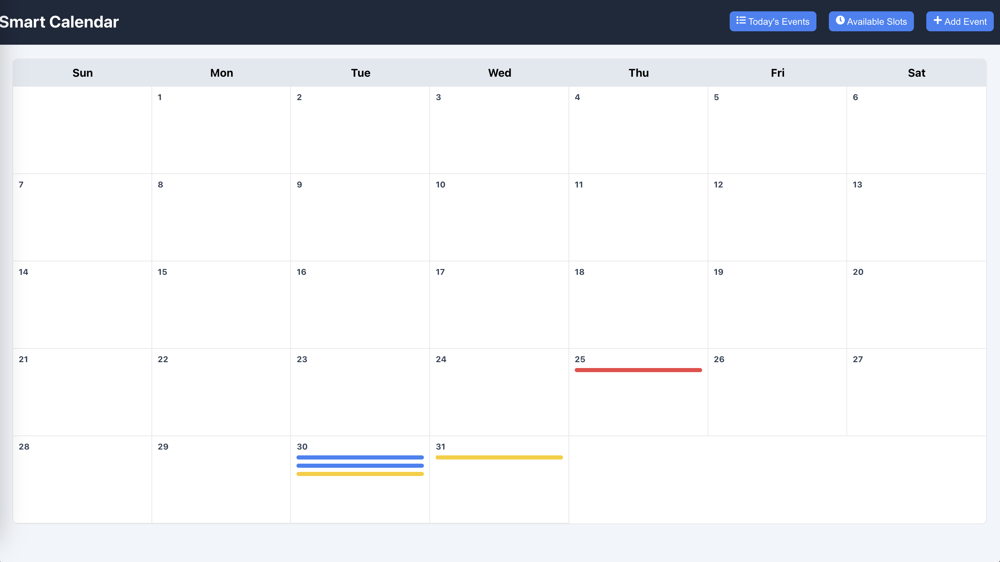 Smart Calendar
Today's Events
Available Slots
Add Event
Sun Mon Tue Wed Thu Fri Sat
1 2 3 4 5 6
7 8 9 10 11 12 13
14 15 16 17 18 19 20
21 22 23 24 25 26 27
28 29 30 31